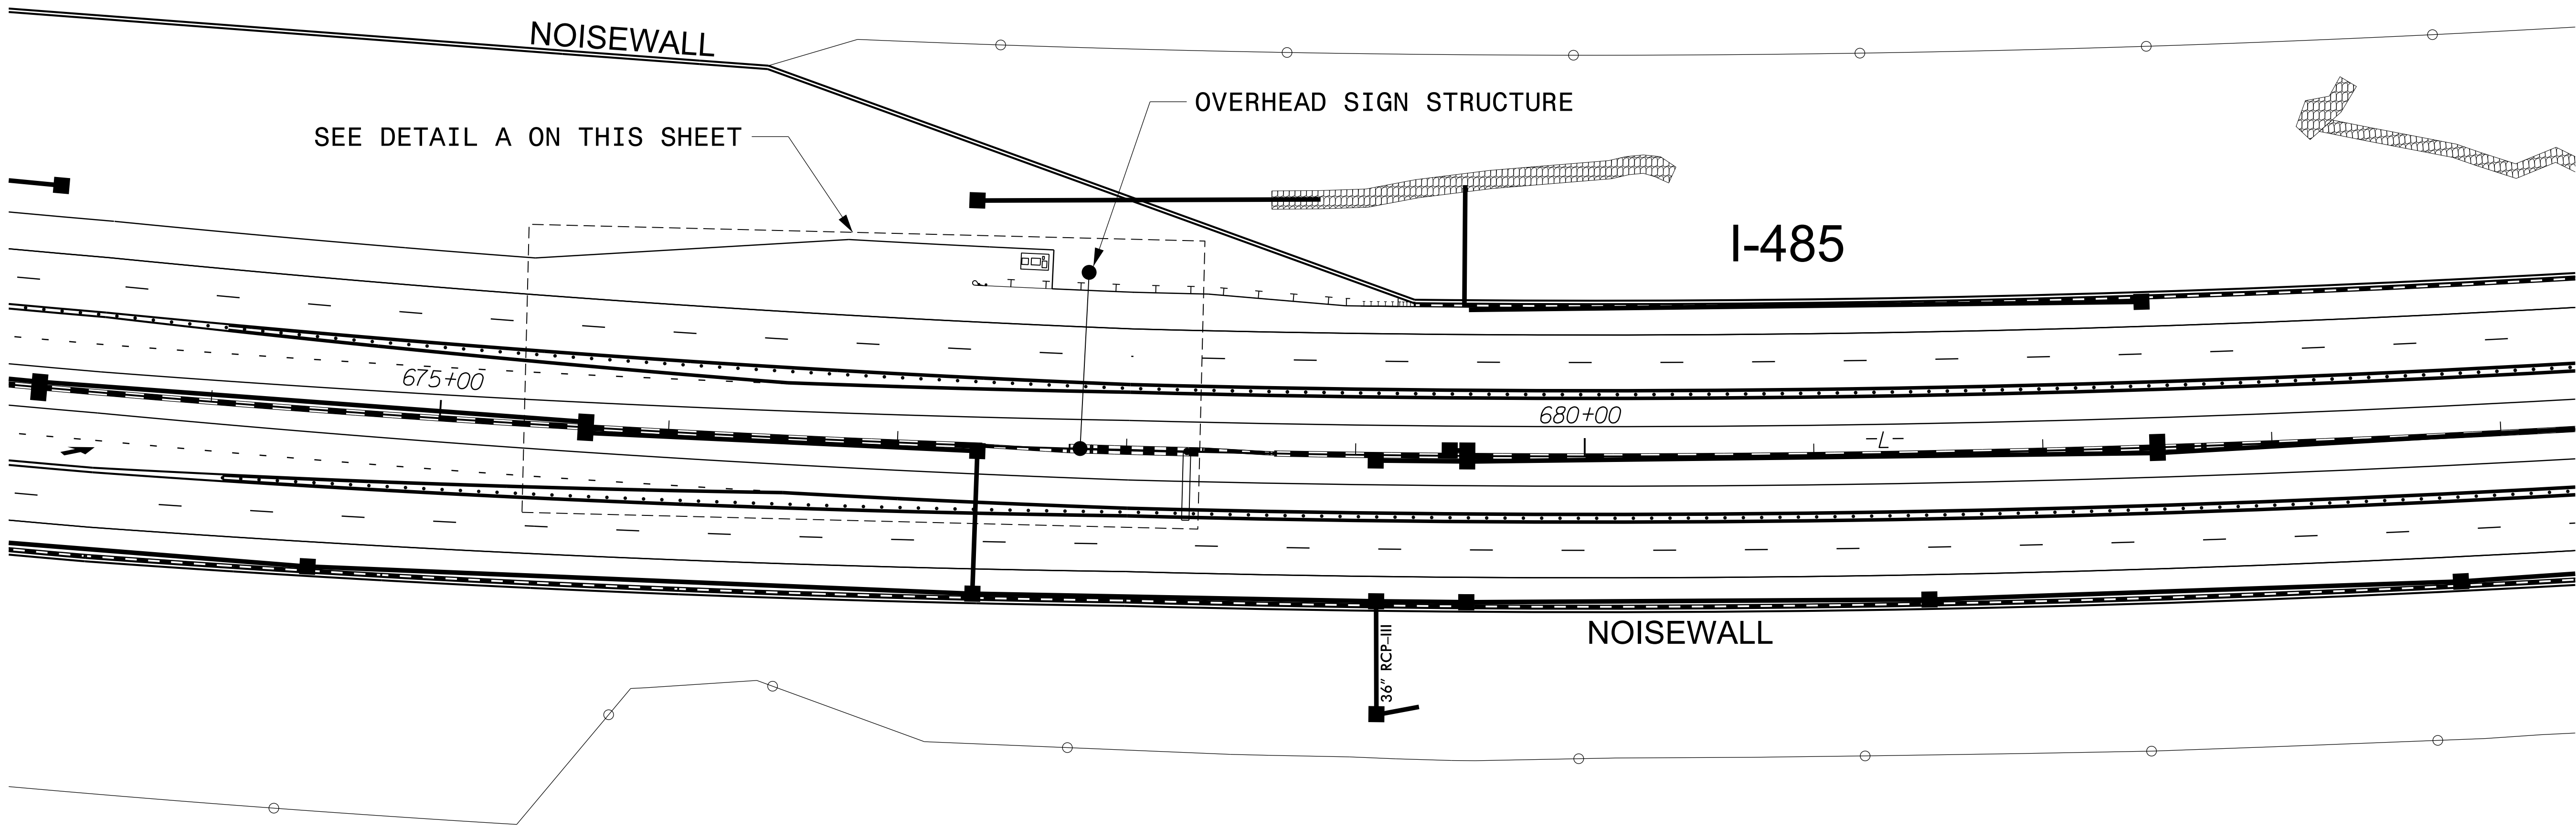 NOISEWALL
OVERHEAD SIGN STRUCTURE
SEE DETAIL A ON THIS SHEET
I-485
675+00
680+00
-L-
NOISEWALL
36" RCP-III